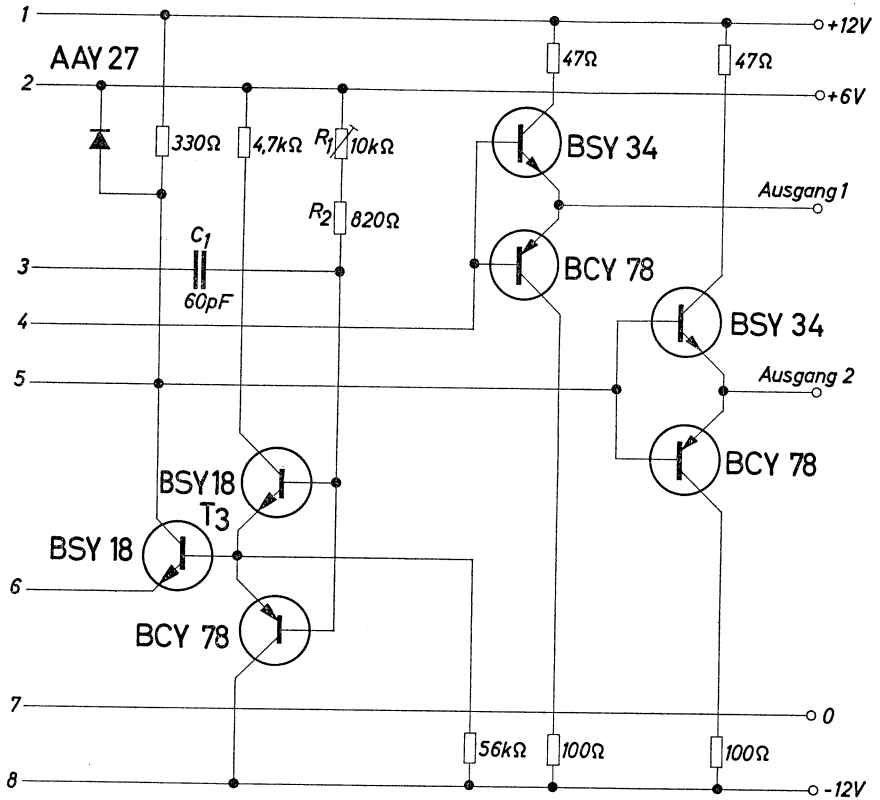 1
+12V
AAY 27
47Ω
47Ω
2
+6V
330Ω
4,7kΩ
R1
10kΩ
BSY 34
R2
820Ω
Ausgang 1
C1
3
60pF
BCY 78
4
BSY 34
5
Ausgang 2
BSY 18
BCY 78
T3
BSY 18
6
BCY 78
7
0
56kΩ
100Ω
100Ω
8
-12V